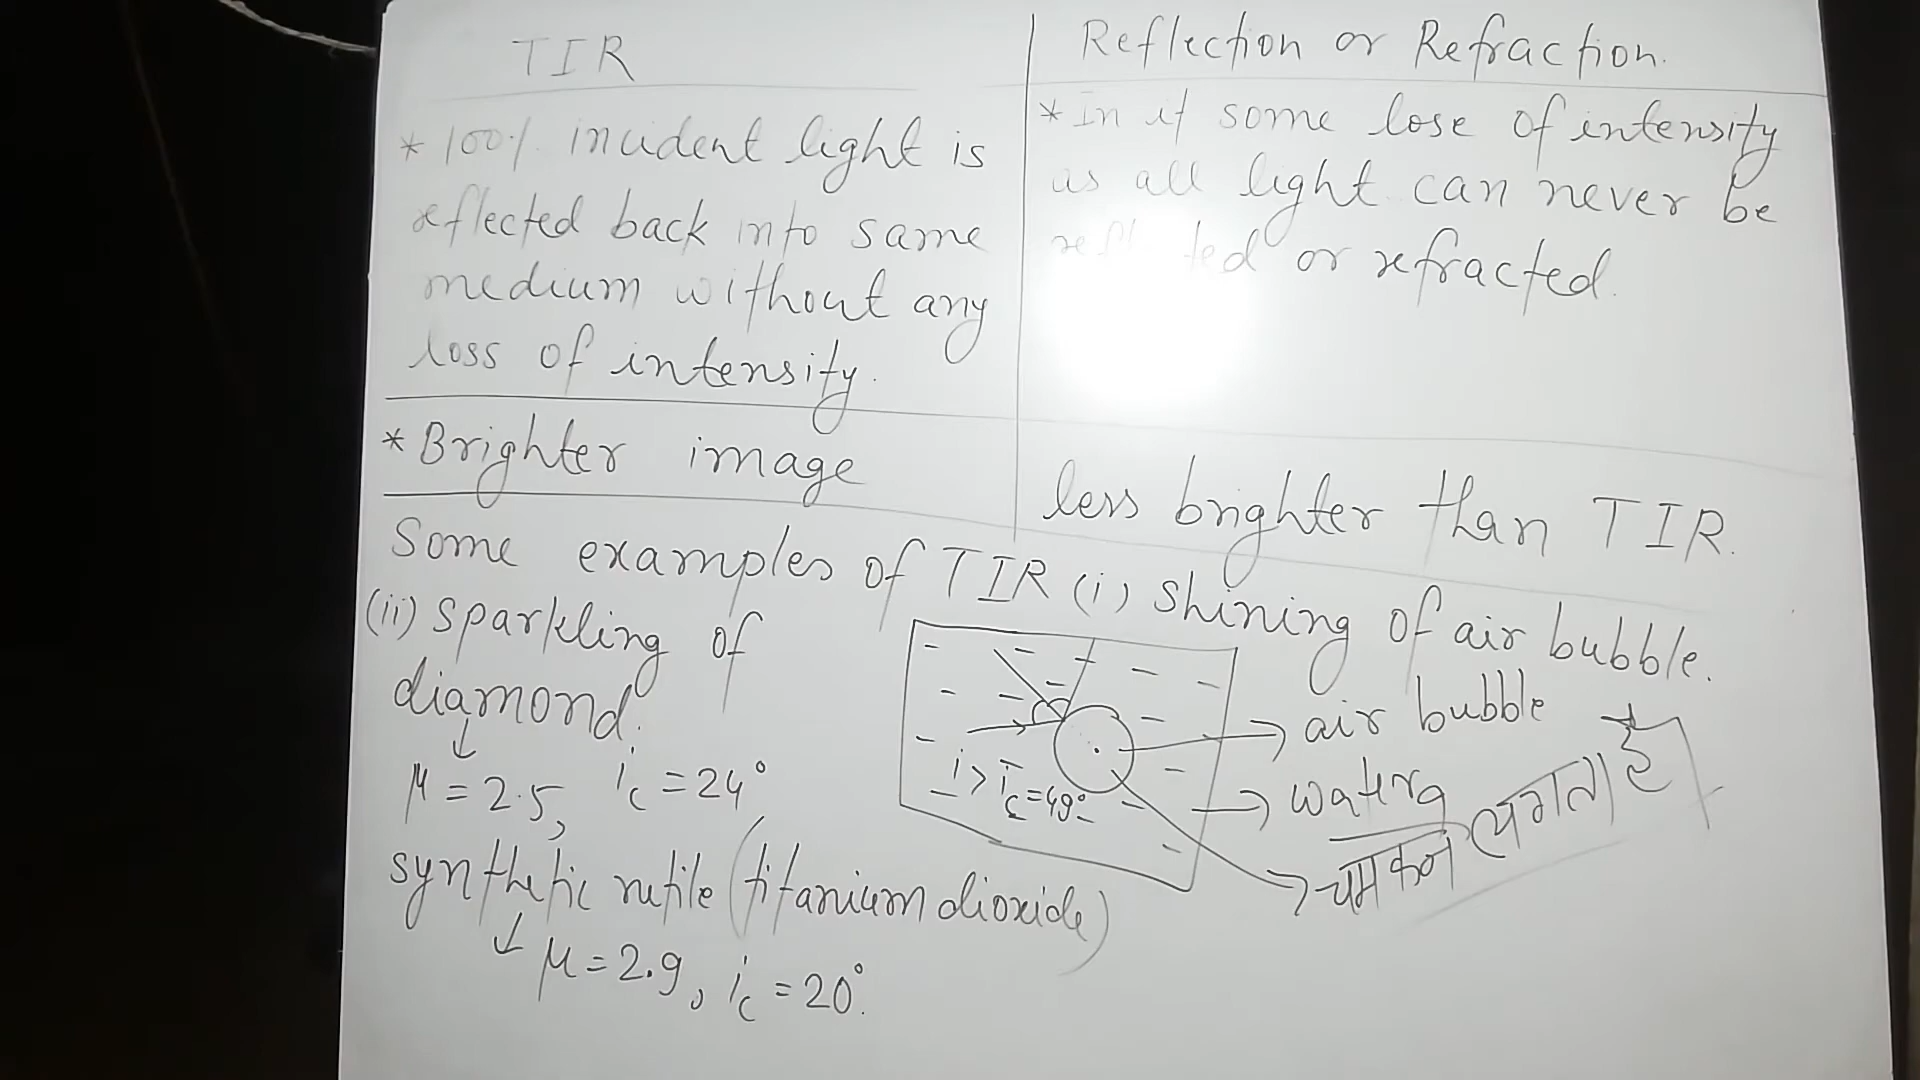 TIR
* 100% incident light is
reflected back into same
medium without any
loss of intensity.
* Brighter image
Reflection or Refraction.
* In it some lose of intensity
as all light can never be
reflected or refracted.
less brighter than TIR.
Some examples of TIR (i) Shining of air bubble.
(ii) Sparkling of
diamond.
↓
μ = 2.5, ic = 24°
synthetic rutile (titanium dioxide)
↓ μ = 2.9, ic = 20°.
i > ic = 49°
→ air bubble
→ water
→ चमकने लगता है